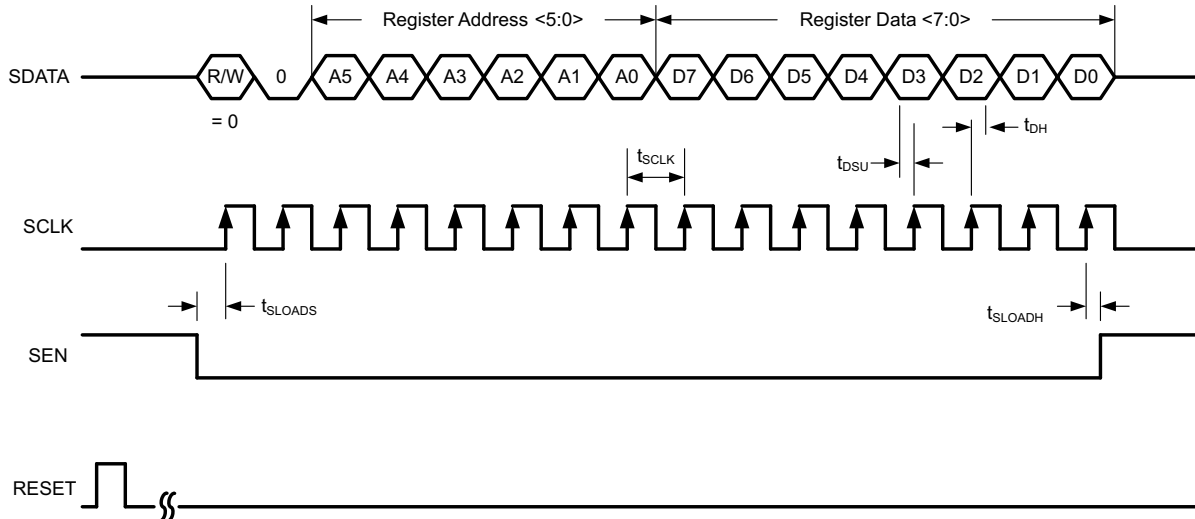 Register Address <5:0>
Register Data <7:0>
SDATA
R/W 0 A5 A4 A3 A2 A1 A0 D7 D6 D5 D4 D3 D2 D1 D0
= 0
tDH
tSCLK
tDSU
SCLK
tSLOADS
tSLOADH
SEN
RESET